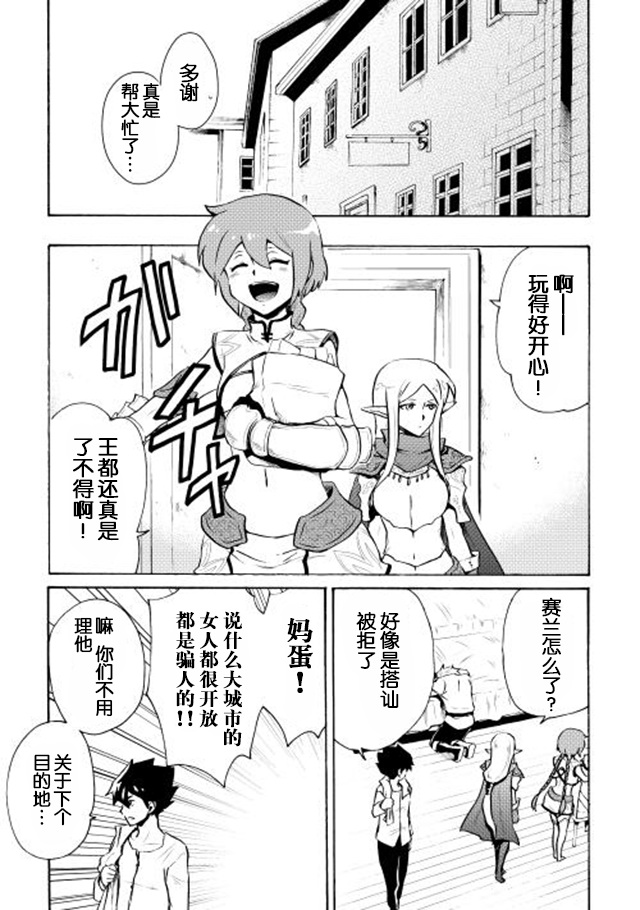 多谢
真是
帮大忙
了…
啊——
玩得好开心！
ガヤ
ガヤ
王都还真是
了不得啊！
赛兰怎么了？
好像是搭讪
被拒了
妈蛋！
说什么大城市的
女人都很开放
都是骗人的!!
嘛 你们不用
理他
关于下个
目的地…